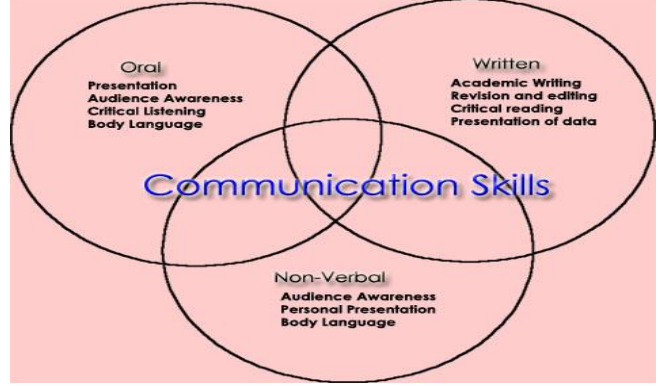 Oral
Presentation
Audience Awareness
Critical Listening
Body Language
Written
Academic Writing
Revision and editing
Critical reading
Presentation of data
Communication Skills
Non-Verbal
Audience Awareness
Personal Presentation
Body Language